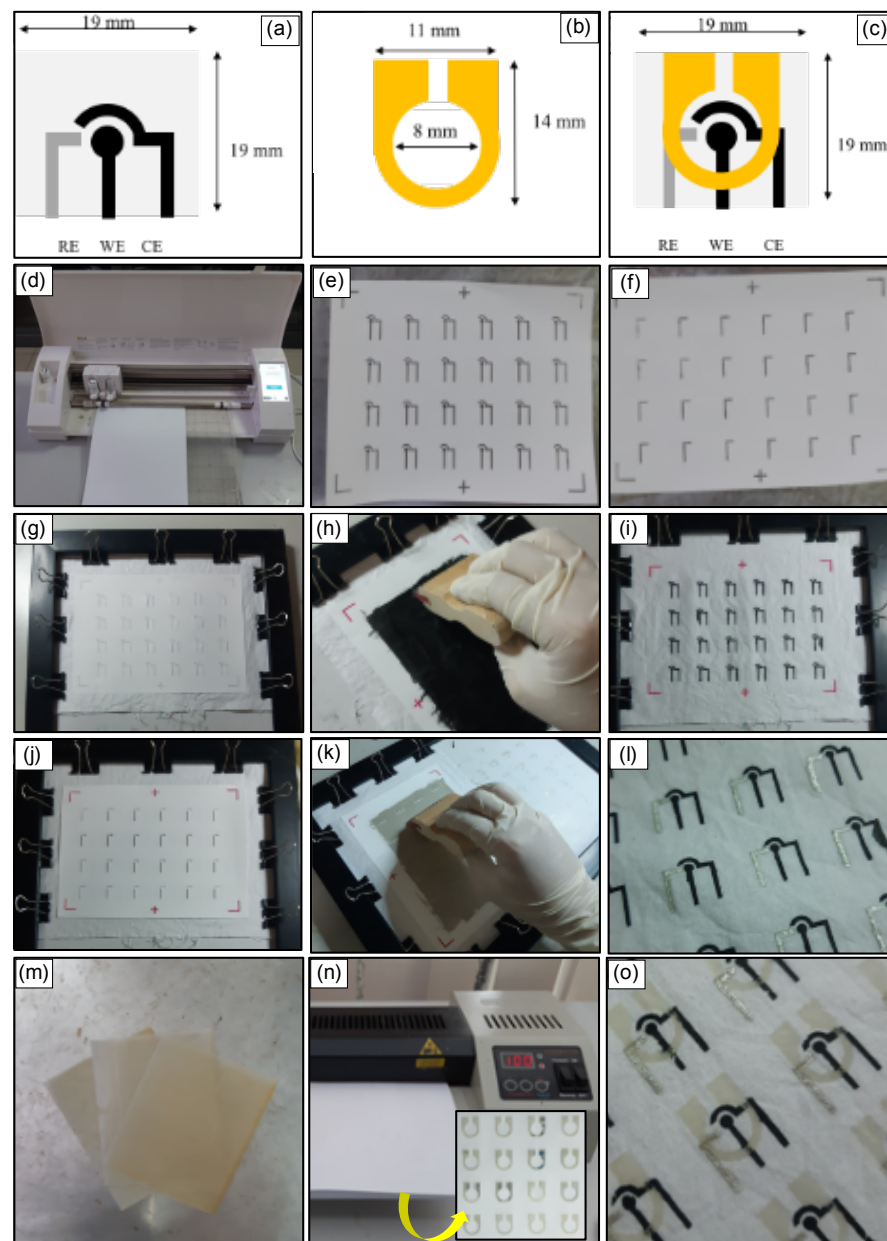 19 mm
(a)
19 mm
RE WE CE
(b)
11 mm
8 mm
14 mm
(c)
19 mm
19 mm
RE WE CE
(d)
(e)
(f)
(g)
(h)
(i)
(j)
(k)
(l)
(m)
(n)
100
(o)